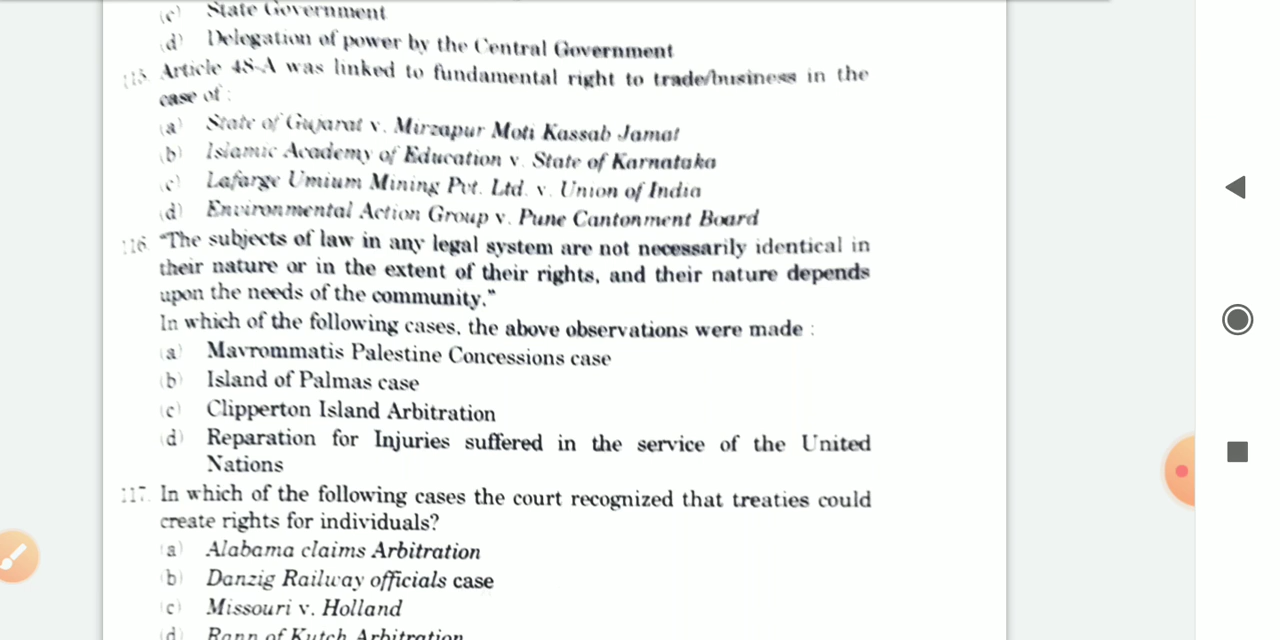 (c) State Government
(d) Delegation of power by the Central Government
115. Article 48-A was linked to fundamental right to trade/business in the
case of :
(a) State of Gujarat v. Mirzapur Moti Kassab Jamat
(b) Islamic Academy of Education v. State of Karnataka
(c) Lafarge Umium Mining Pvt. Ltd. v. Union of India
(d) Environmental Action Group v. Pune Cantonment Board
116. “The subjects of law in any legal system are not necessarily identical in
their nature or in the extent of their rights, and their nature depends
upon the needs of the community.”
In which of the following cases, the above observations were made :
(a) Mavrommatis Palestine Concessions case
(b) Island of Palmas case
(c) Clipperton Island Arbitration
(d) Reparation for Injuries suffered in the service of the United
Nations
117. In which of the following cases the court recognized that treaties could
create rights for individuals?
(a) Alabama claims Arbitration
(b) Danzig Railway officials case
(c) Missouri v. Holland
(d) Rann of Kutch Arbitration